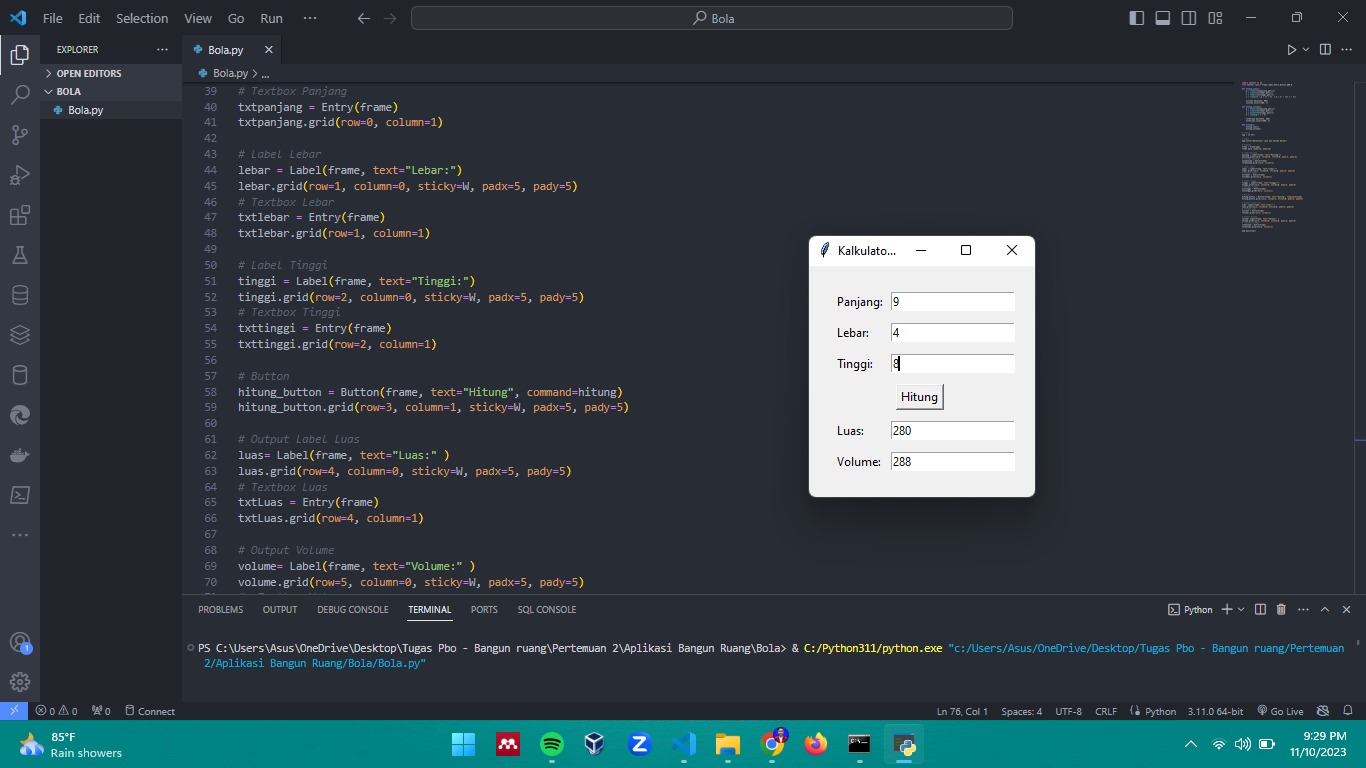 File Edit Selection View Go Run ···
Bola
EXPLORER
OPEN EDITORS
BOLA
Bola.py
Bola.py
Bola.py > ...
39 # Textbox Panjang
40 txtpanjang = Entry(frame)
41 txtpanjang.grid(row=0, column=1)
42
43 # Label Lebar
44 lebar = Label(frame, text="Lebar:")
45 lebar.grid(row=1, column=0, sticky=W, padx=5, pady=5)
46 # Textbox Lebar
47 txtlebar = Entry(frame)
48 txtlebar.grid(row=1, column=1)
49
50 # Label Tinggi
51 tinggi = Label(frame, text="Tinggi:")
52 tinggi.grid(row=2, column=0, sticky=W, padx=5, pady=5)
53 # Textbox Tinggi
54 txttinggi = Entry(frame)
55 txttinggi.grid(row=2, column=1)
56
57 # Button
58 hitung_button = Button(frame, text="Hitung", command=hitung)
59 hitung_button.grid(row=3, column=1, sticky=W, padx=5, pady=5)
60
61 # Output Label Luas
62 luas= Label(frame, text="Luas:" )
63 luas.grid(row=4, column=0, sticky=W, padx=5, pady=5)
64 # Textbox Luas
65 txtLuas = Entry(frame)
66 txtLuas.grid(row=4, column=1)
67
68 # Output Volume
69 volume= Label(frame, text="Volume:" )
70 volume.grid(row=5, column=0, sticky=W, padx=5, pady=5)
Kalkulato...
Panjang: 9
Lebar: 4
Tinggi: 8
Hitung
Luas: 280
Volume: 288
PROBLEMS OUTPUT DEBUG CONSOLE TERMINAL PORTS SQL CONSOLE
Python
PS C:\Users\Asus\OneDrive\Desktop\Tugas Pbo - Bangun ruang\Pertemuan 2\Aplikasi Bangun Ruang\Bola> & C:/Python311/python.exe "c:/Users/Asus/OneDrive/Desktop/Tugas Pbo - Bangun ruang/Pertemuan
2/Aplikasi Bangun Ruang/Bola/Bola.py"
1
0 0 0 Connect
Ln 76, Col 1 Spaces: 4 UTF-8 CRLF Python 3.11.0 64-bit Go Live
85°F
Rain showers
9:29 PM
11/10/2023